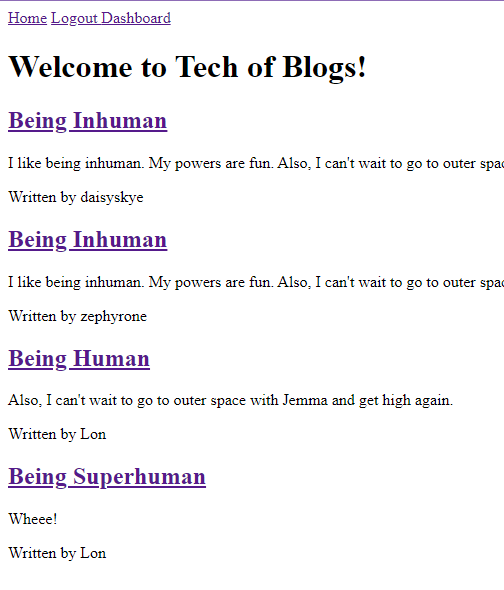 Home Logout Dashboard
Welcome to Tech of Blogs!
Being Inhuman
I like being inhuman. My powers are fun. Also, I can't wait to go to outer
Written by daisyskye
Being Inhuman
I like being inhuman. My powers are fun. Also, I can't wait to go to outer
Written by zephyrone
Being Human
Also, I can't wait to go to outer space with Jemma and get high again.
Written by Lon
Being Superhuman
Wheee!
Written by Lon